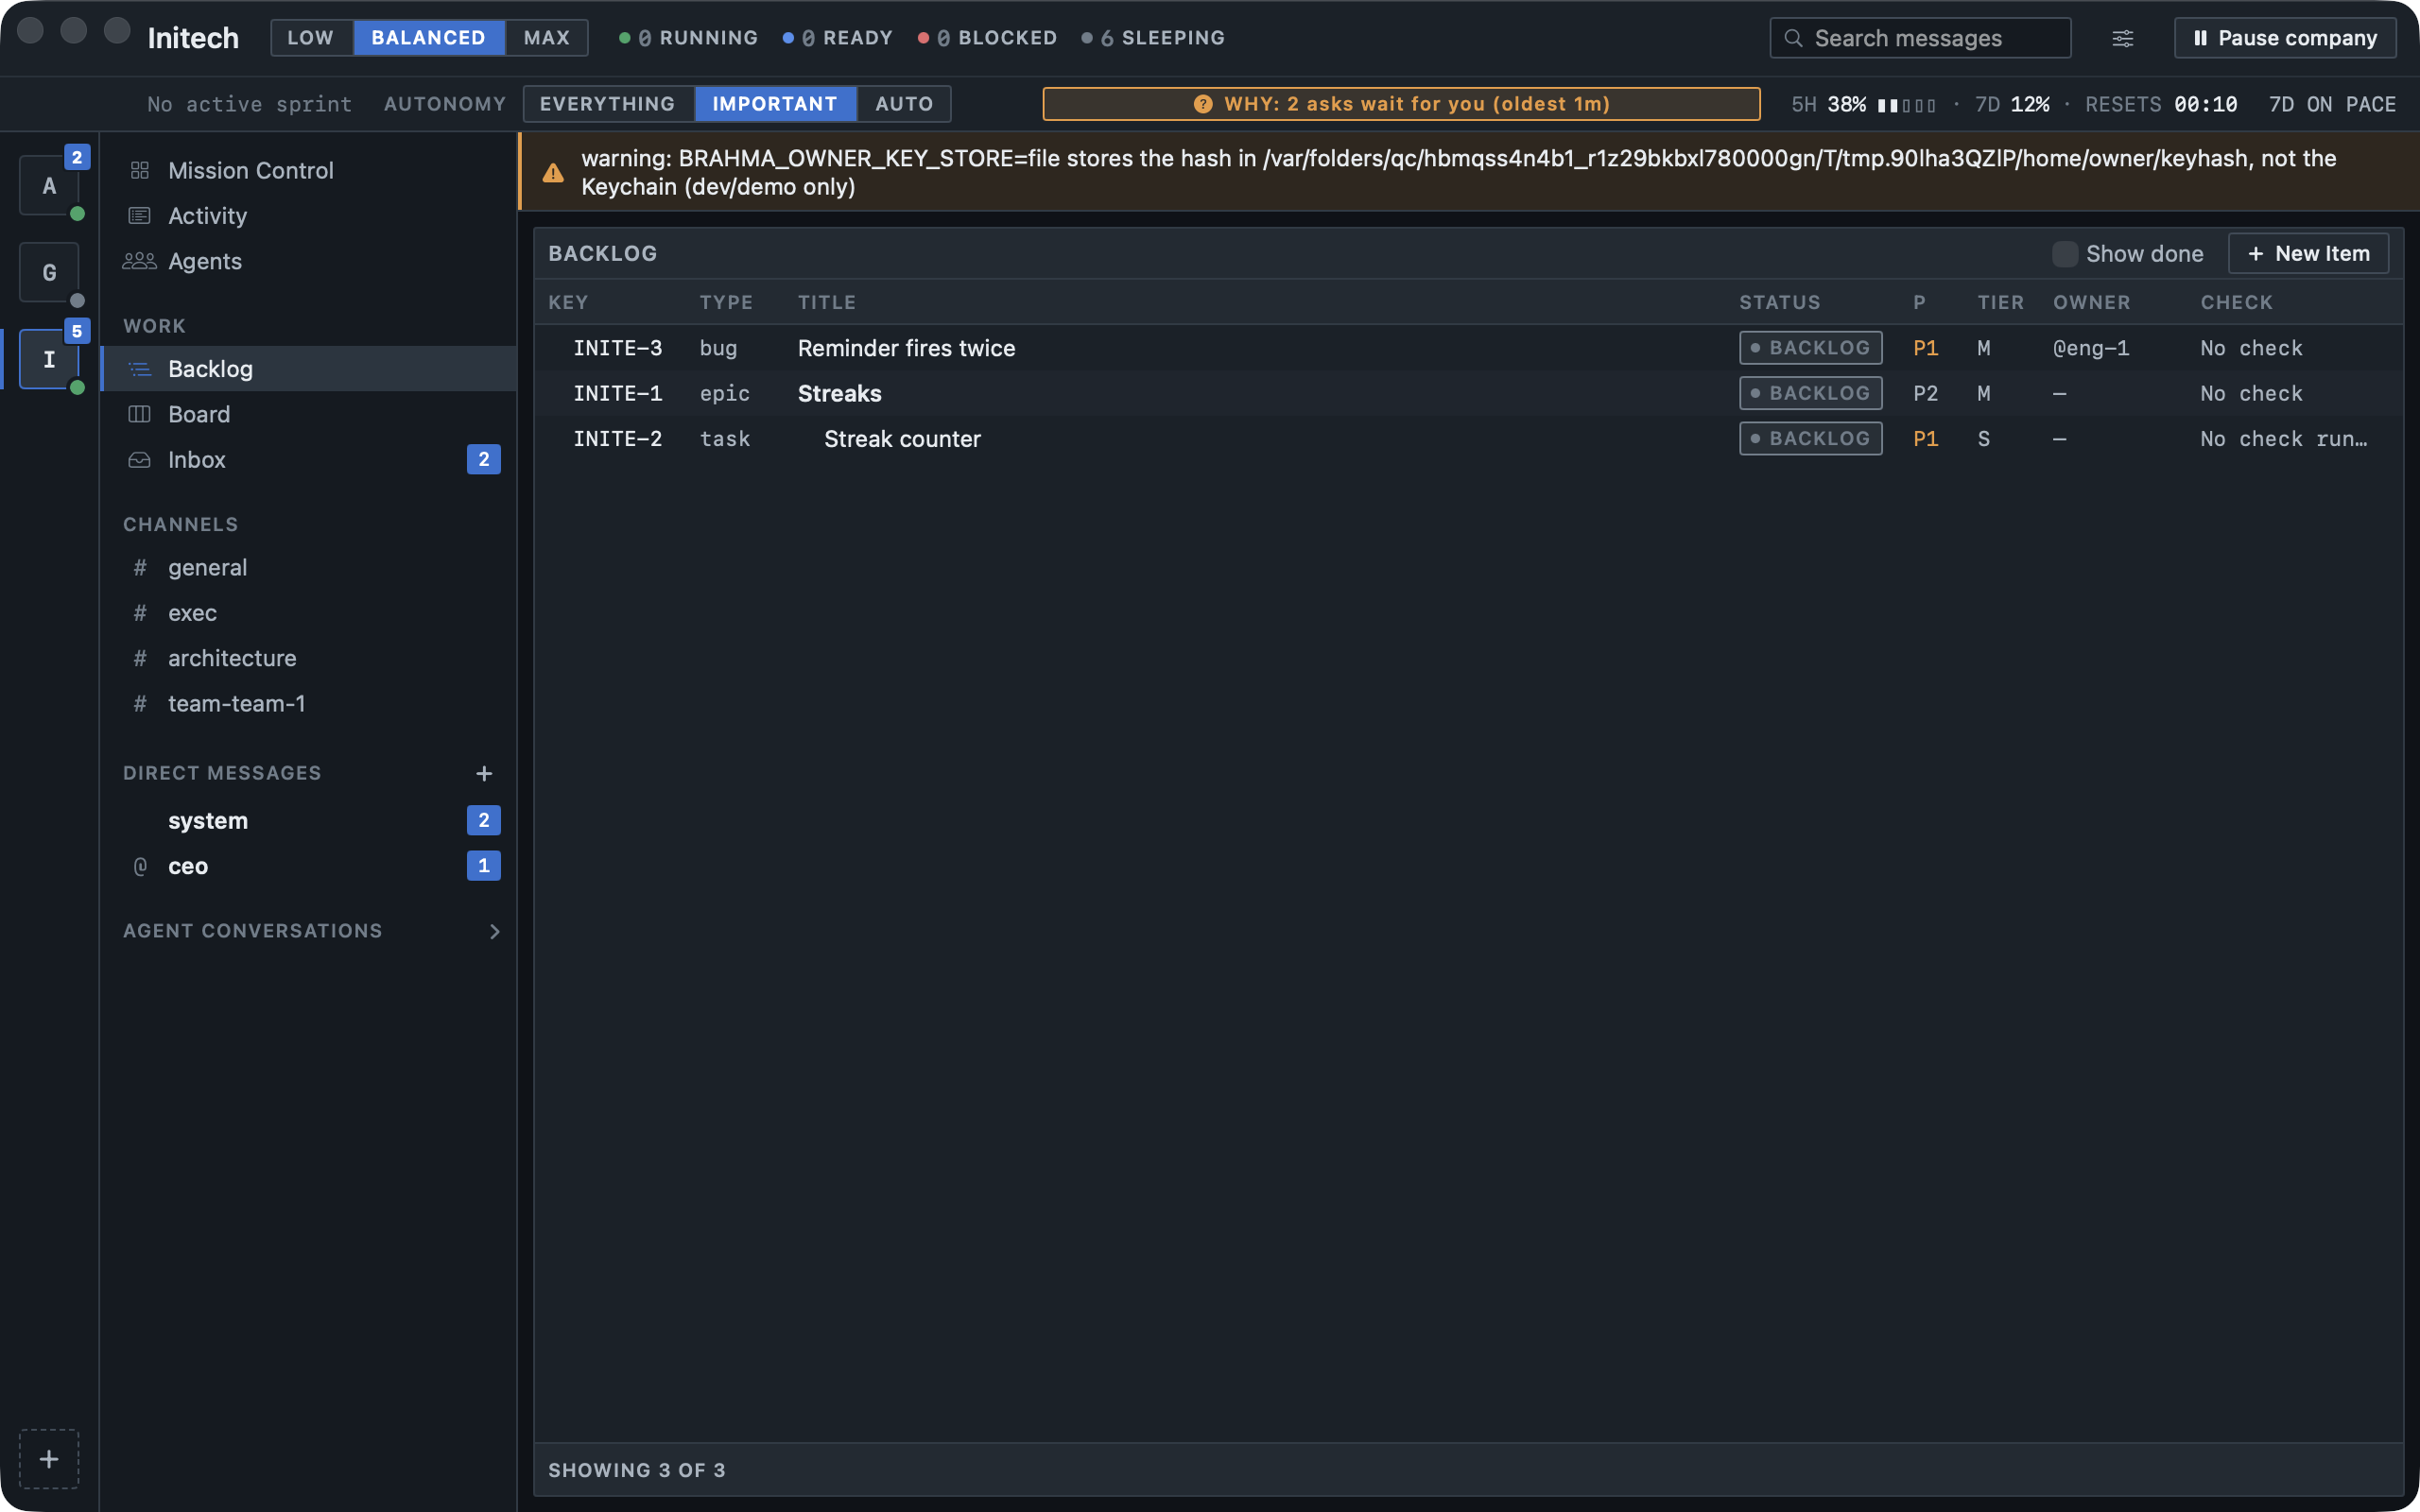 Initech LOW BALANCED MAX 0 RUNNING 0 READY 0 BLOCKED 6 SLEEPING Search messages Pause company
No active sprint AUTONOMY EVERYTHING IMPORTANT AUTO ? WHY: 2 asks wait for you (oldest 1m) 5H 38% · 7D 12% · RESETS 00:10 7D ON PACE
A 2
G
I 5
+
Mission Control
Activity
Agents
WORK
Backlog
Board
Inbox 2
CHANNELS
# general
# exec
# architecture
# team-team-1
DIRECT MESSAGES +
system 2
@ ceo 1
AGENT CONVERSATIONS
warning: BRAHMA_OWNER_KEY_STORE=file stores the hash in /var/folders/qc/hbmqss4n4b1_r1z29bkbxl780000gn/T/tmp.90lha3QZlP/home/owner/keyhash, not the
Keychain (dev/demo only)
BACKLOG Show done + New Item
KEY TYPE TITLE STATUS P TIER OWNER CHECK
INITE-3 bug Reminder fires twice BACKLOG P1 M @eng-1 No check
INITE-1 epic Streaks BACKLOG P2 M — No check
INITE-2 task Streak counter BACKLOG P1 S — No check run…
SHOWING 3 OF 3